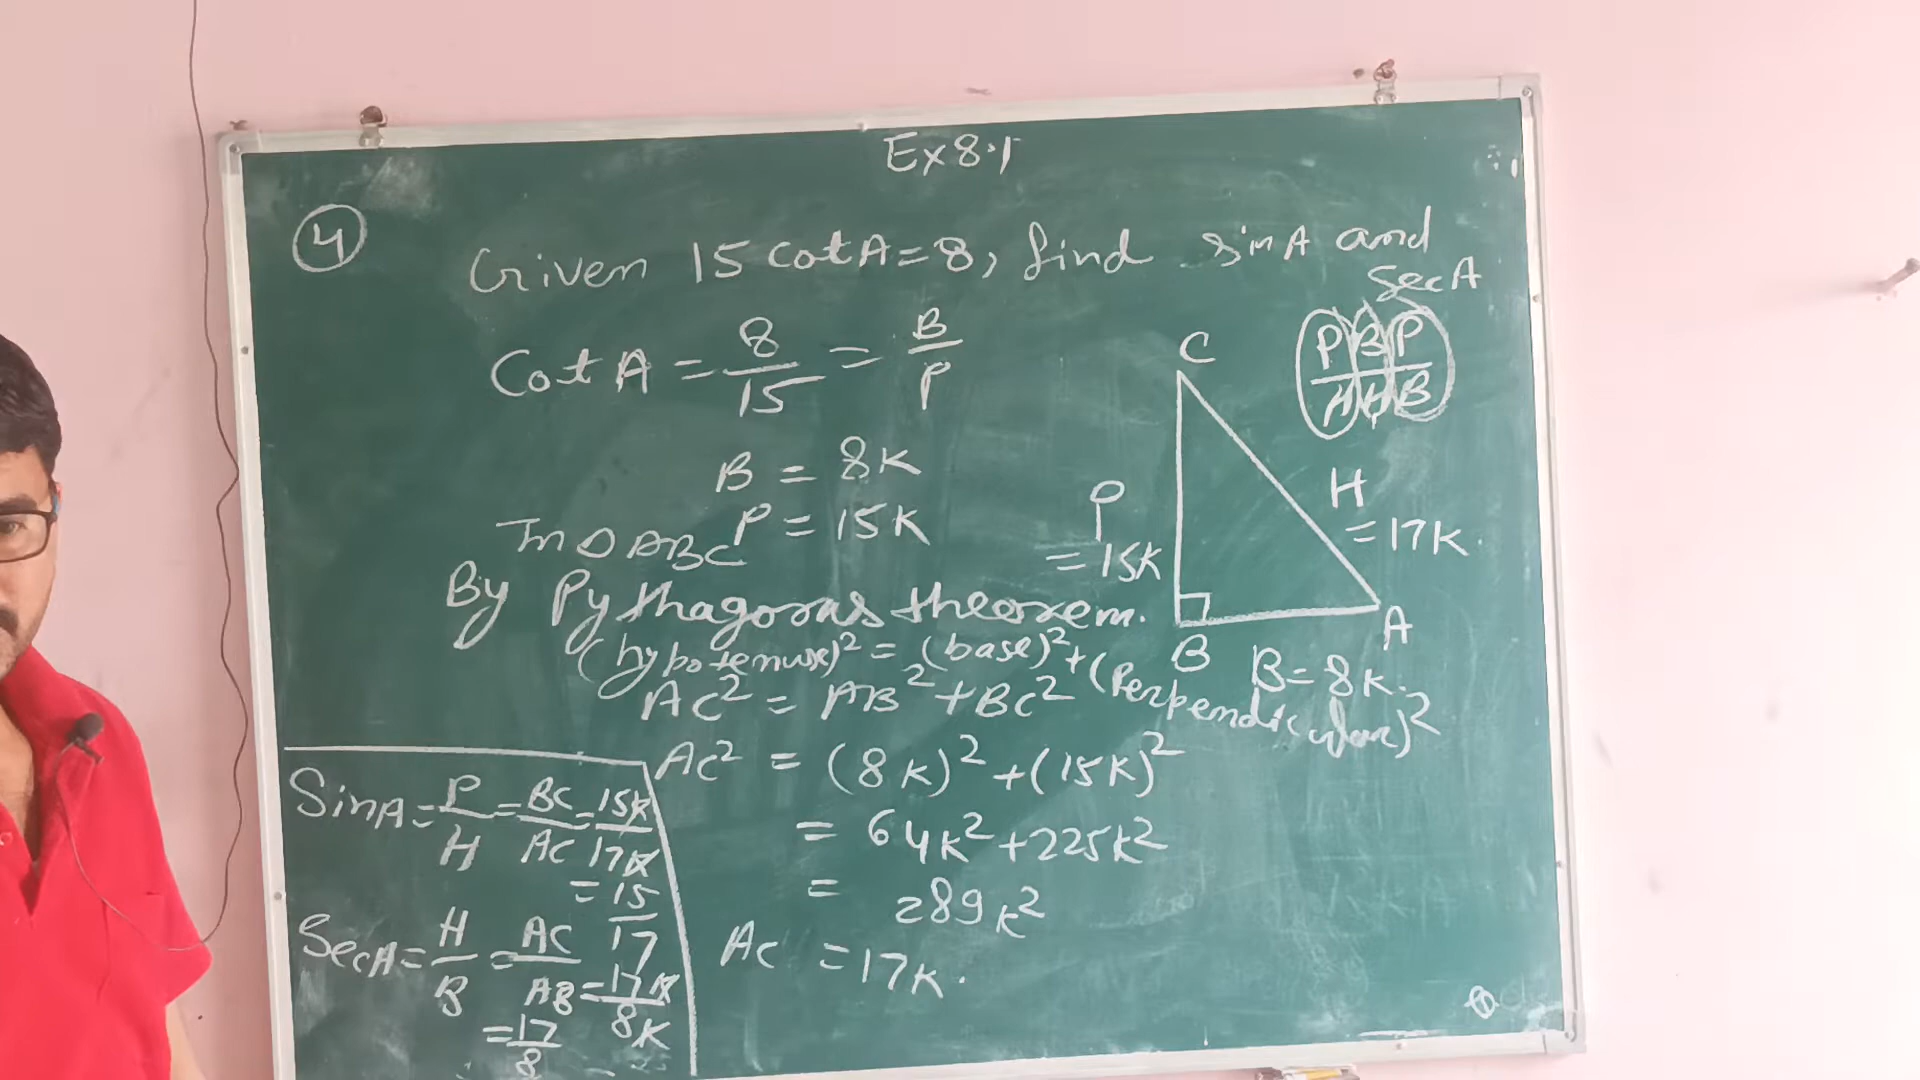 Ex 8.1
4
Given 15 cot A = 8, find sin A and
sec A
Cot A = 8/15 = B/P
P B P
H H B
C
B = 8K
P = 15K
In △ ABC
P
= 15K
H
= 17K.
By Pythagoras theorem.
A
B
B = 8K.
(hypotenuse)² = (base)² + (Perpendicular)²
AC² = AB² + BC²
AC² = (8K)² + (15K)²
= 64K² + 225K²
= 289K²
AC = 17K.
Sin A = P/H = BC/AC = 15K/17K
= 15/17
Sec A = H/B = AC/AB = 17K/8K
= 17/8